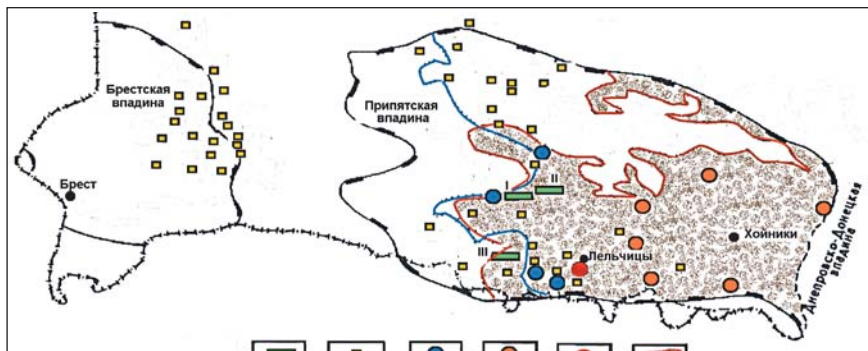 Брестская
впадина
Припятская
впадина
Брест
I
II
III
Лельчицы
Хойники
Днепровско-Донецкая
впадина